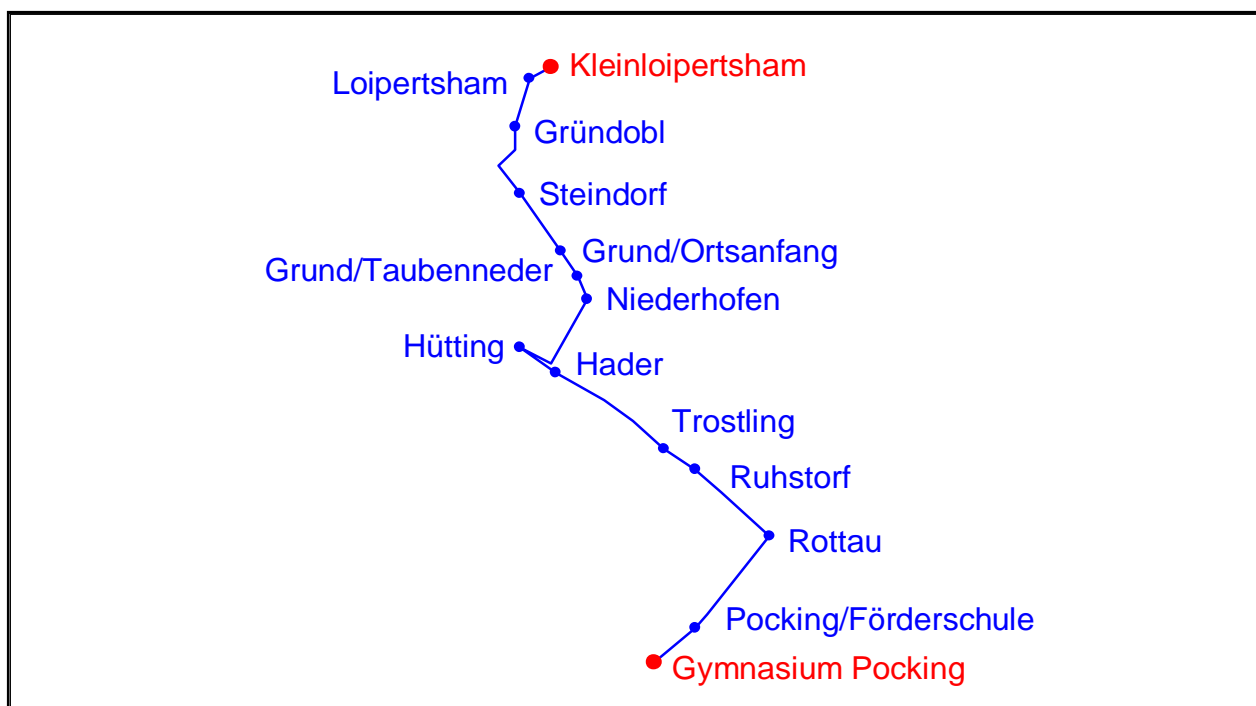 Kleinloipertsham
Loipertsham
Gründobl
Steindorf
Grund/Ortsanfang
Grund/Taubenneder
Niederhofen
Hütting
Hader
Trostling
Ruhstorf
Rottau
Pocking/Förderschule
Gymnasium Pocking